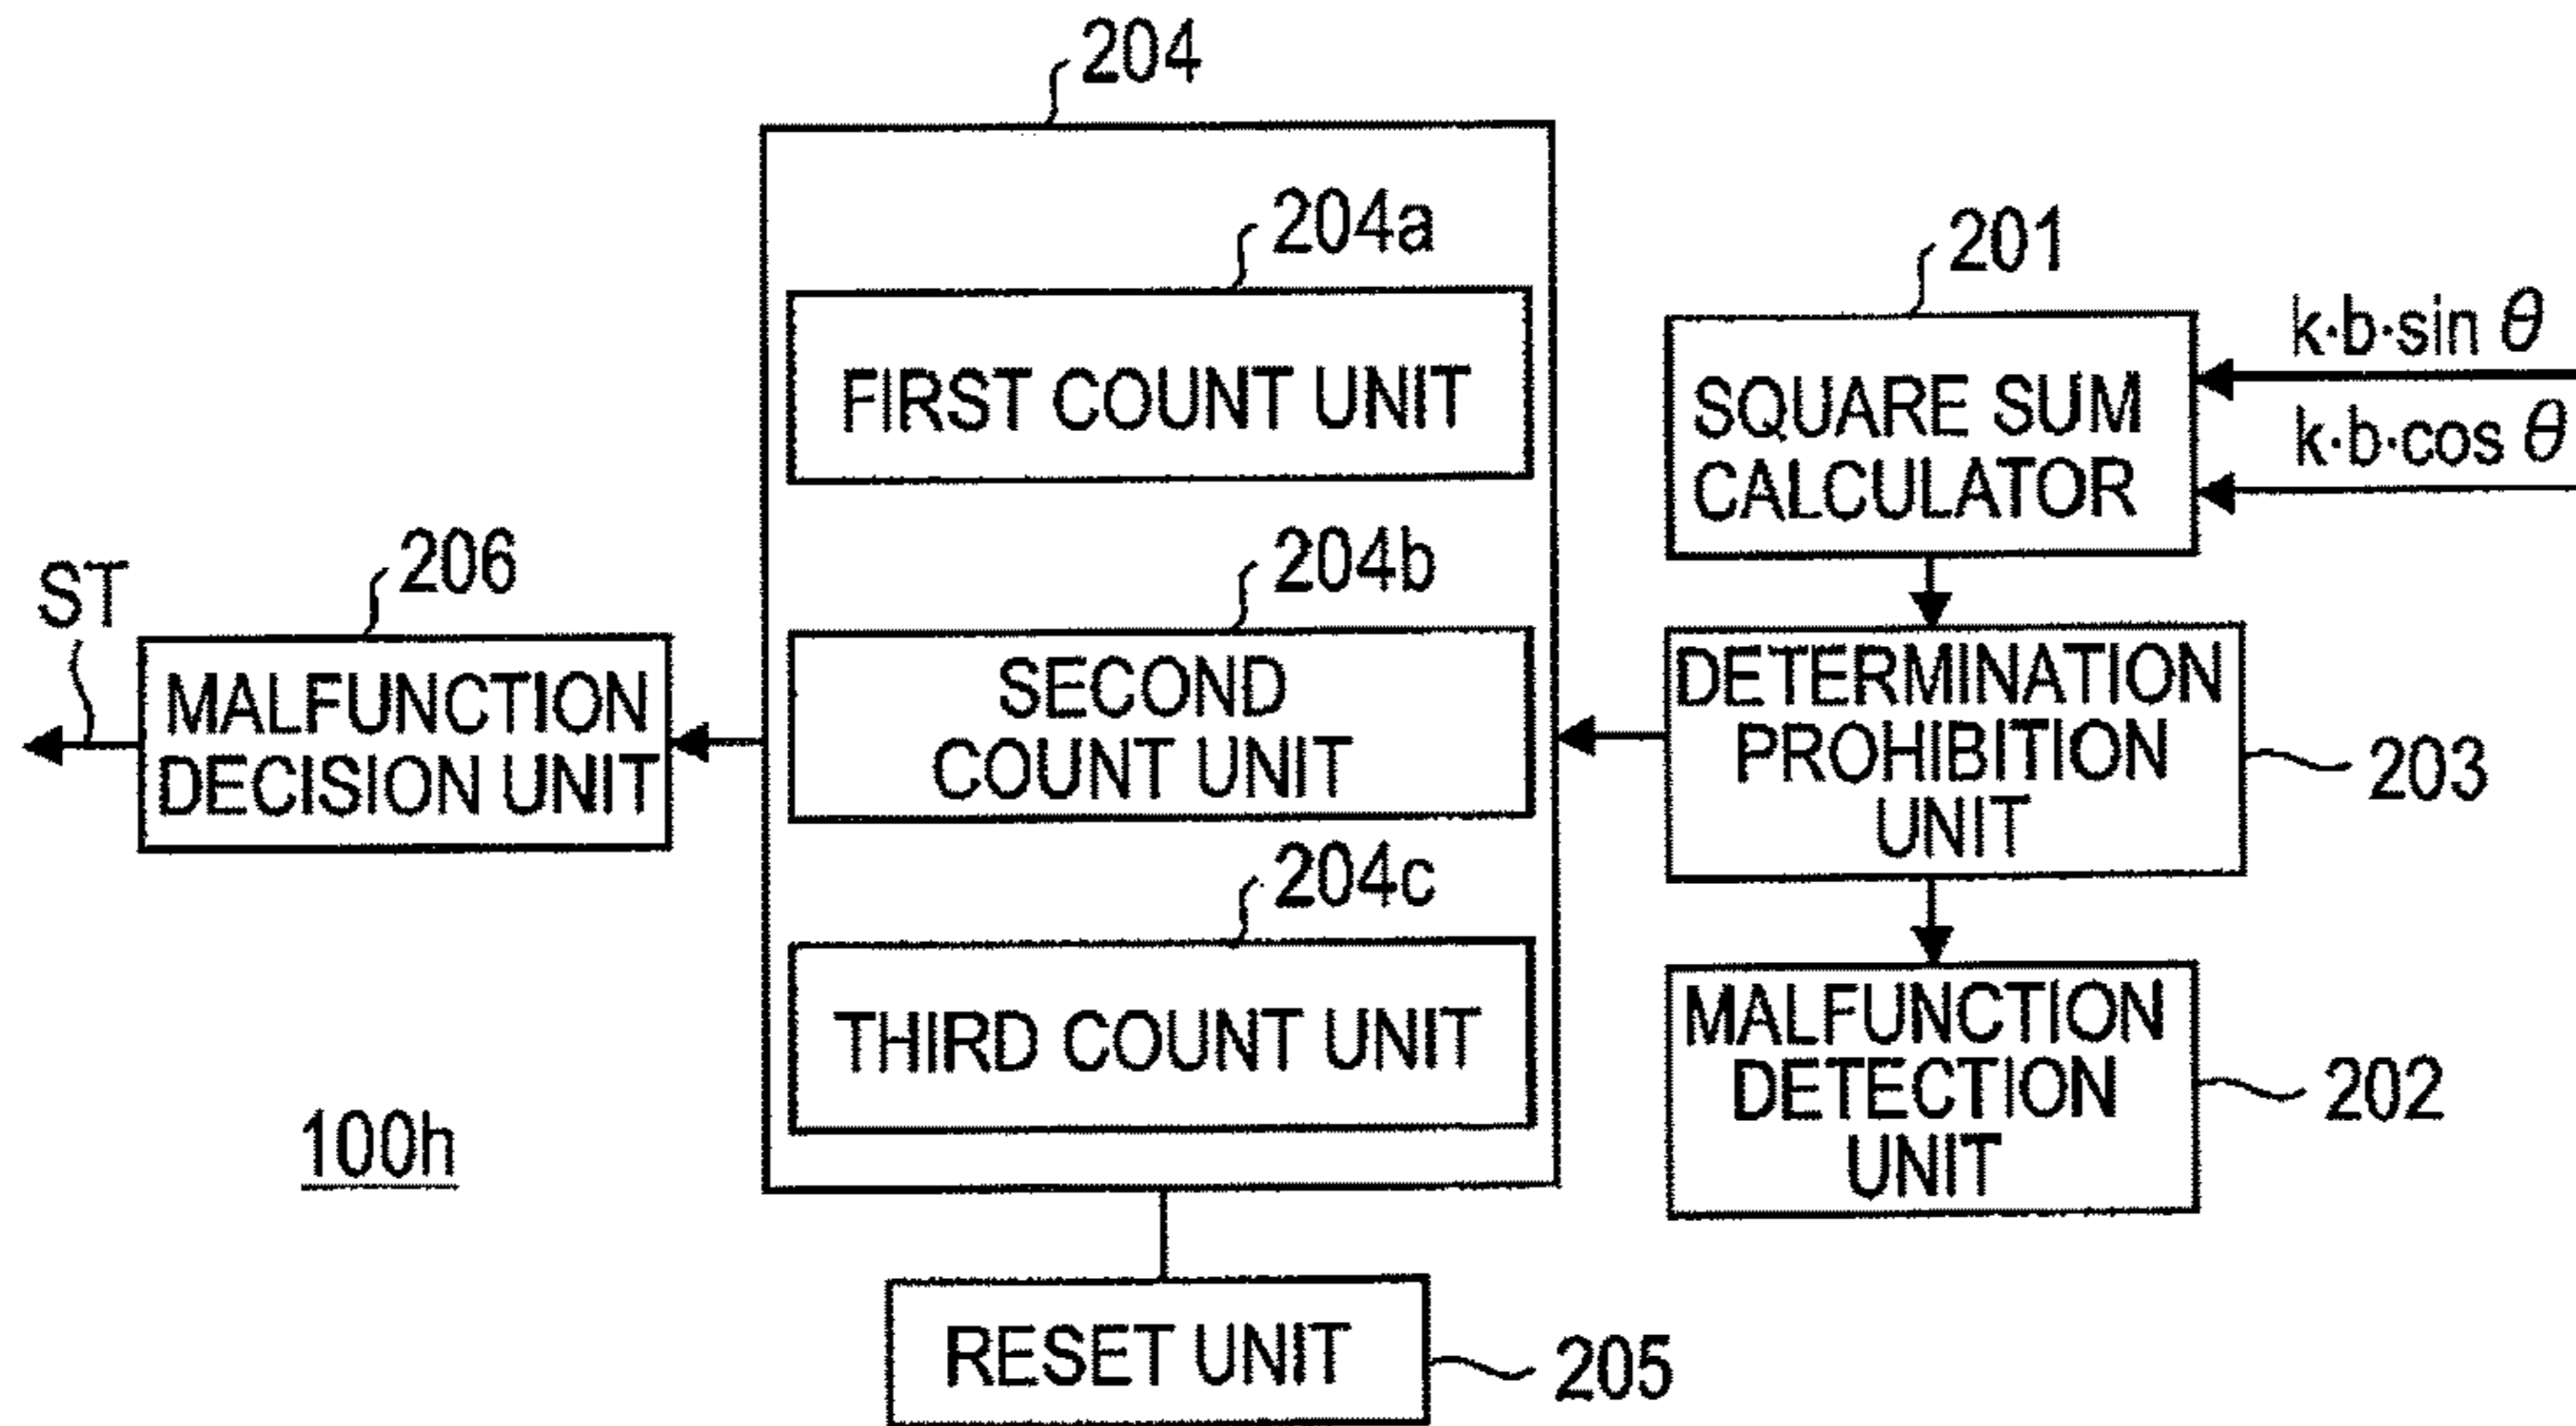 204
204a
FIRST COUNT UNIT
204b
SECOND
COUNT UNIT
204c
THIRD COUNT UNIT
201
SQUARE SUM
CALCULATOR
k·b·sin θ
k·b·cos θ
206
ST
MALFUNCTION
DECISION UNIT
DETERMINATION
PROHIBITION
UNIT
203
MALFUNCTION
DETECTION
UNIT
202
100h
RESET UNIT
205